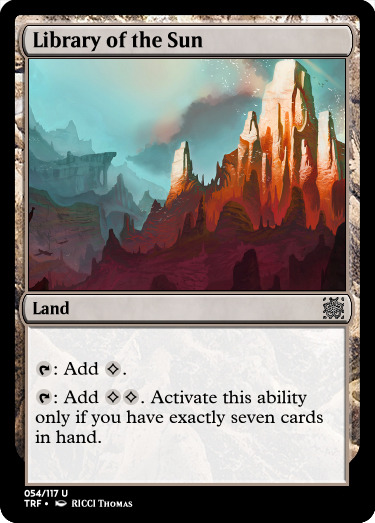 Library of the Sun
Land
: Add .
: Add . Activate this ability
only if you have exactly seven cards
in hand.
054/117 U
TRF • RICCI THOMAS